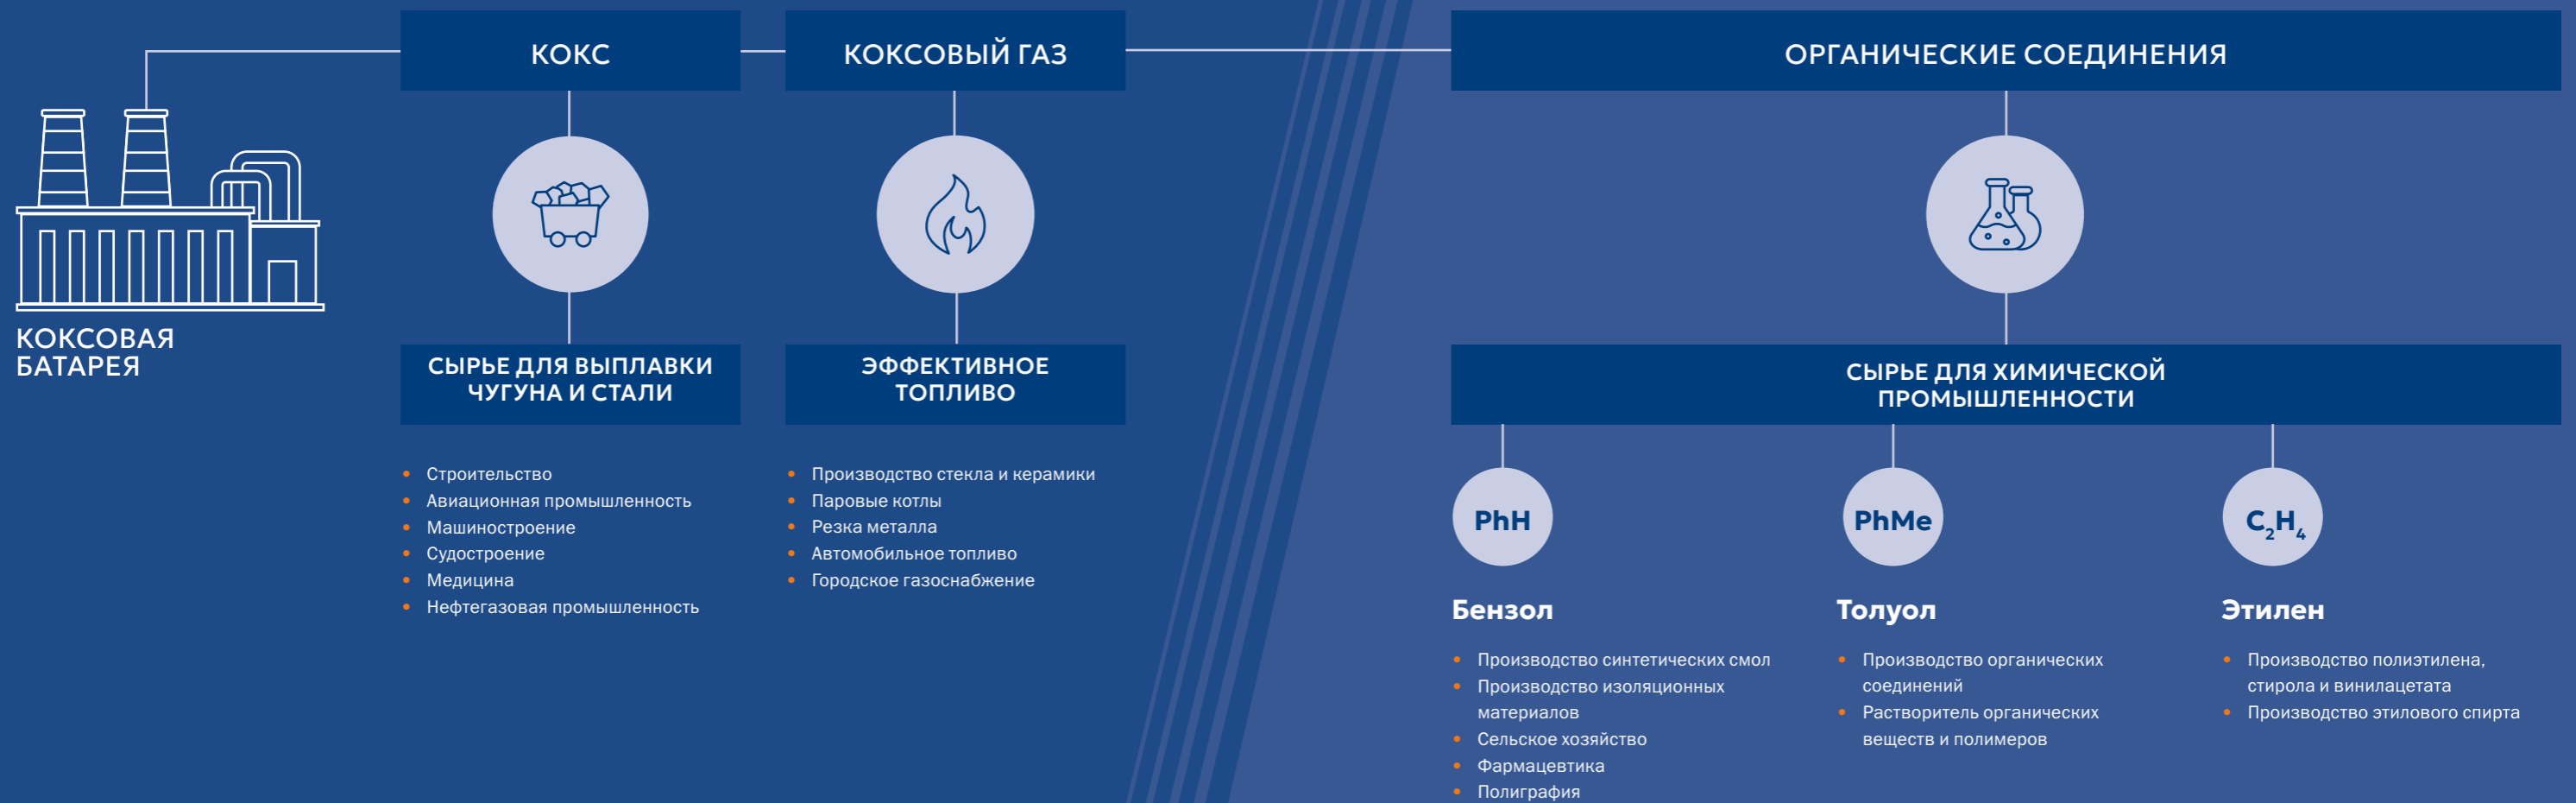 КОКСОВАЯ
БАТАРЕЯ
КОКС
СЫРЬЕ ДЛЯ ВЫПЛАВКИ
ЧУГУНА И СТАЛИ
• Строительство
• Авиационная промышленность
• Машиностроение
• Судостроение
• Медицина
• Нефтегазовая промышленность
КОКСОВЫЙ ГАЗ
ЭФФЕКТИВНОЕ
ТОПЛИВО
• Производство стекла и керамики
• Паровые котлы
• Резка металла
• Автомобильное топливо
• Городское газоснабжение
ОРГАНИЧЕСКИЕ СОЕДИНЕНИЯ
СЫРЬЕ ДЛЯ ХИМИЧЕСКОЙ
ПРОМЫШЛЕННОСТИ
PhH
Бензол
• Производство синтетических смол
• Производство изоляционных
материалов
• Сельское хозяйство
• Фармацевтика
• Полиграфия
PhMe
Толуол
• Производство органических
соединений
• Растворитель органических
веществ и полимеров
C₂H₄
Этилен
• Производство полиэтилена,
стирола и винилацетата
• Производство этилового спирта